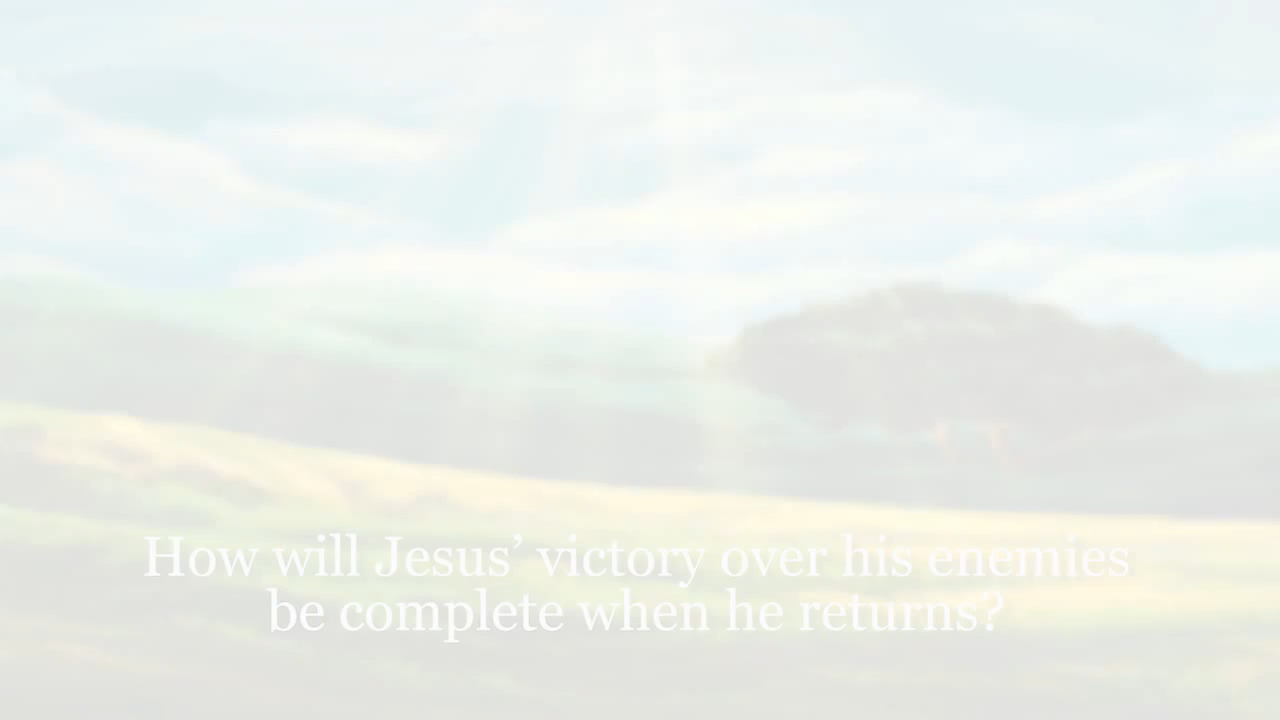 How will Jesus’ victory over his enemies
be complete when he returns?